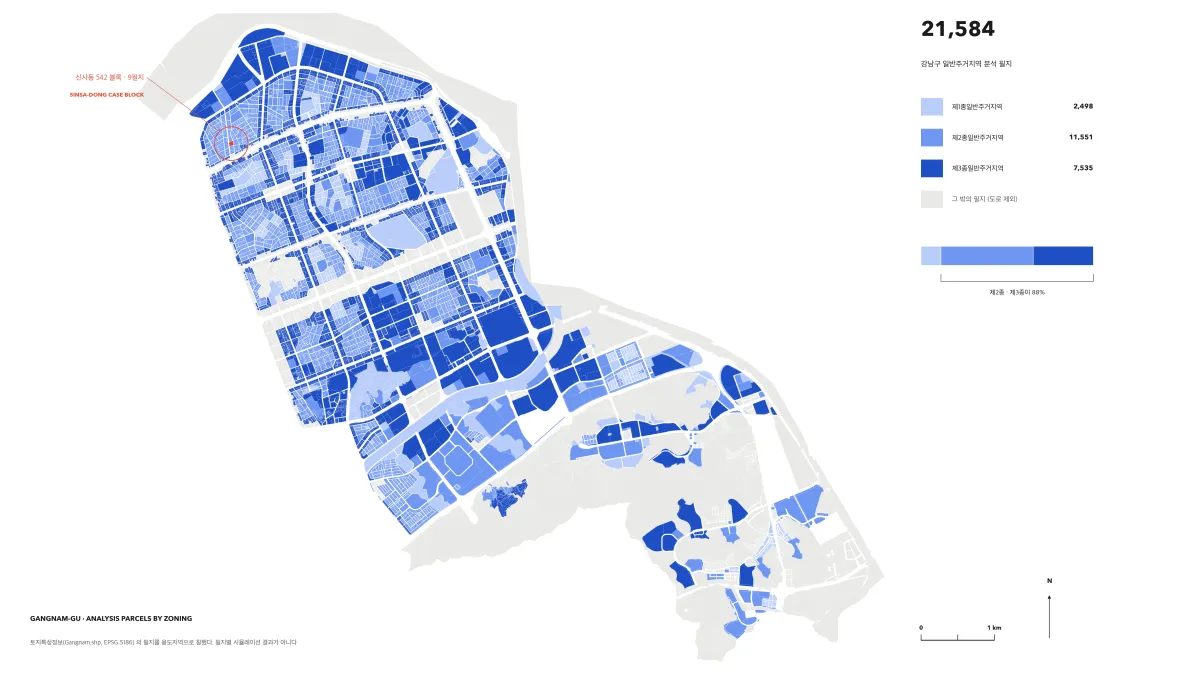 21,584
강남구 일반주거지역 분석 필지
신사동 542 블록 · 9필지
SINSA-DONG CASE BLOCK
제1종일반주거지역 2,498
제2종일반주거지역 11,551
제3종일반주거지역 7,535
그 밖의 필지 (도로 제외)
제2종 · 제3종이 88%
N
0 1 km
GANGNAM-GU · ANALYSIS PARCELS BY ZONING
토지특성정보(Gangnam.shp, EPSG:5186) 의 필지를 용도지역으로 칠했다. 필지별 시뮬레이션 결과가 아니다